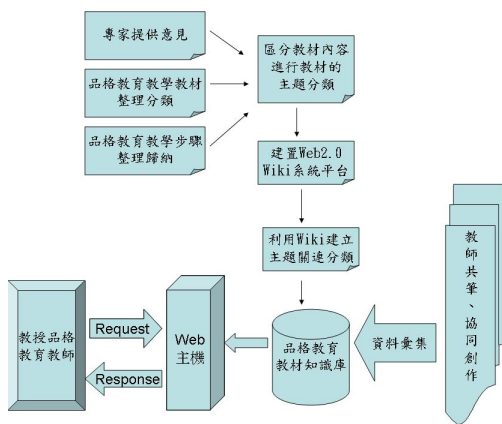 專家提供意見
品格教育教學教材
整理分類
品格教育教學步驟
整理歸納
區分教材內容
進行教材的
主題分類
建置Web2.0
Wiki系統平台
利用Wiki建立
主題關連分類
教授品格
教育教師
Request
Response
Web
主機
品格教育
教材知識庫
資料彙集
教師共筆、協同創作